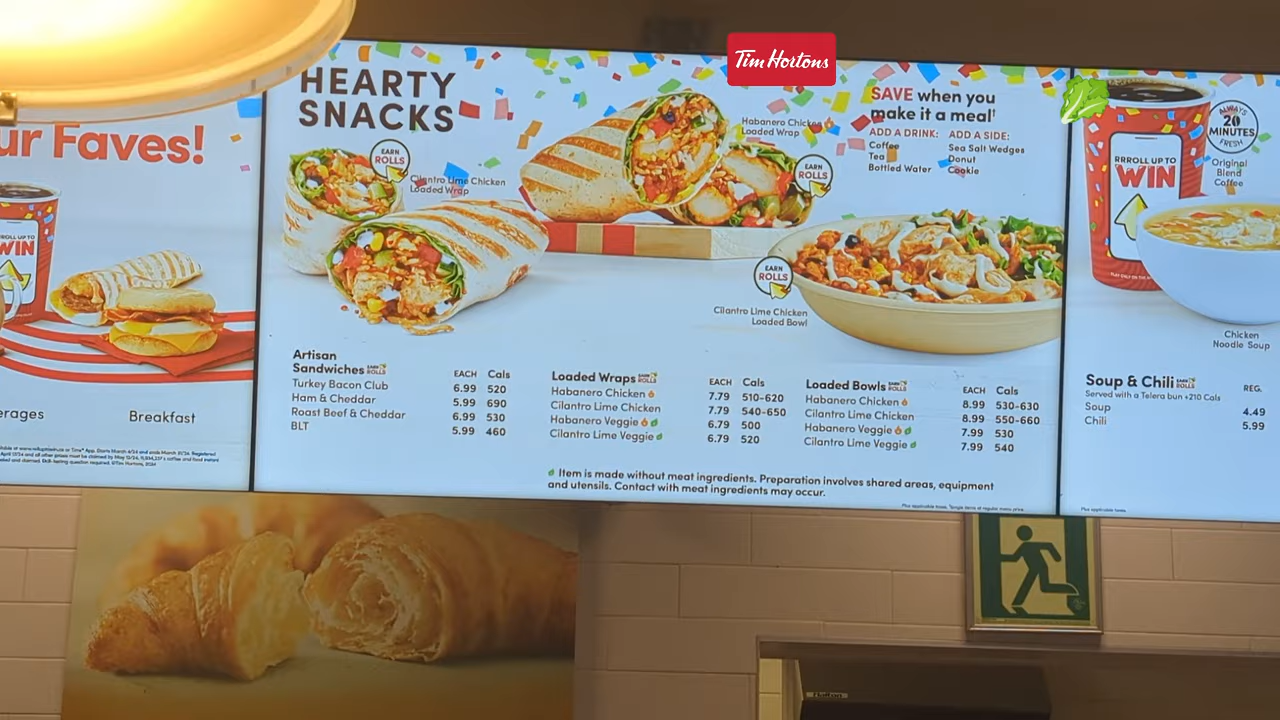 Tim Hortons
ur Faves!
WIN
erages
Breakfast
HEARTY
SNACKS
EARN
ROLLS
Cilantro Lime Chicken
Loaded Wrap
Habanero Chicken
Loaded Wrap
EARN
ROLLS
SAVE when you
make it a meal†
ADD A DRINK:
Coffee
Tea
Bottled Water
ADD A SIDE:
Sea Salt Wedges
Donut
Cookie
EARN
ROLLS
Cilantro Lime Chicken
Loaded Bowl
Artisan
Sandwiches EACH Cals
Turkey Bacon Club 6.99 520
Ham & Cheddar 5.99 690
Roast Beef & Cheddar 6.99 530
BLT 5.99 460
Loaded Wraps EACH Cals
Habanero Chicken 7.79 510-620
Cilantro Lime Chicken 7.79 540-650
Habanero Veggie 6.79 500
Cilantro Lime Veggie 6.79 520
Loaded Bowls EACH Cals
Habanero Chicken 8.99 530-630
Cilantro Lime Chicken 8.99 550-660
Habanero Veggie 7.99 530
Cilantro Lime Veggie 7.99 540
Item is made without meat ingredients. Preparation involves shared areas, equipment
and utensils. Contact with meat ingredients may occur.
RRROLL UP TO
WIN
ALWAYS
20
MINUTES
FRESH
Original
Blend
Coffee
Chicken
Noodle Soup
Soup & Chili REG.
Served with a Telera bun +210 Cals
Soup 4.49
Chili 5.99
Plus applicable taxes.